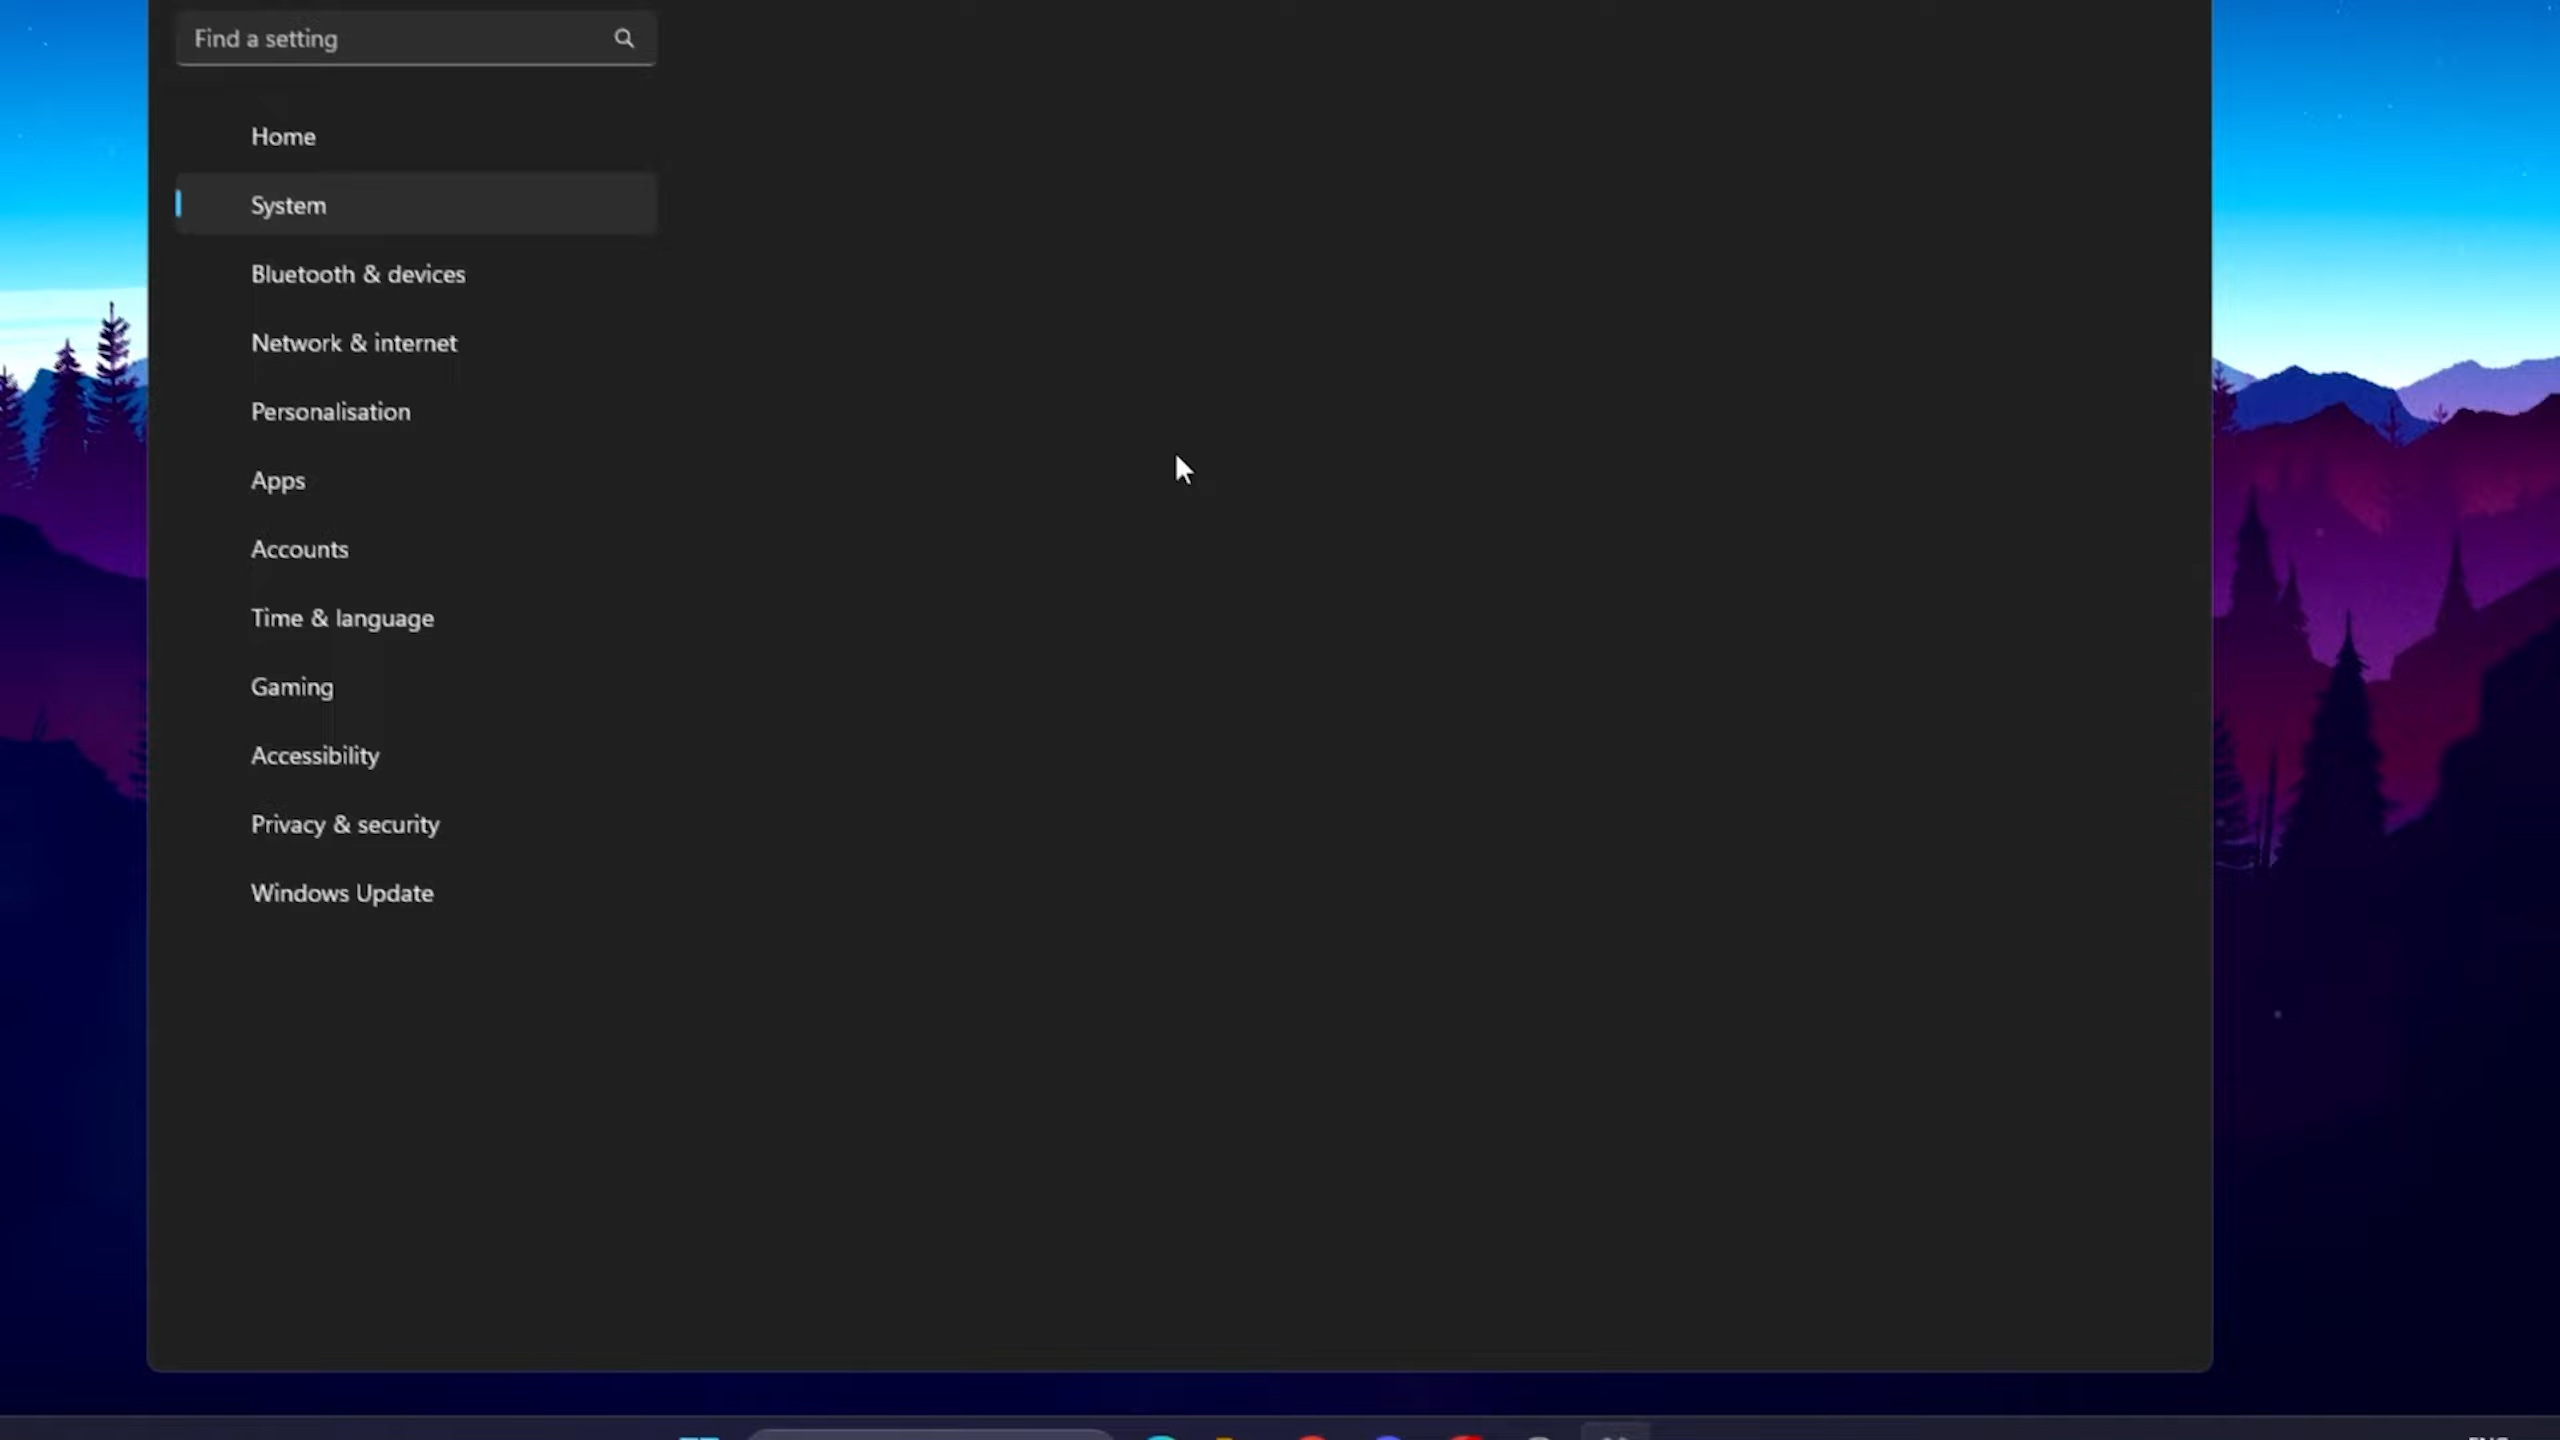 Find a setting
Home
System
Bluetooth & devices
Network & internet
Personalisation
Apps
Accounts
Time & language
Gaming
Accessibility
Privacy & security
Windows Update